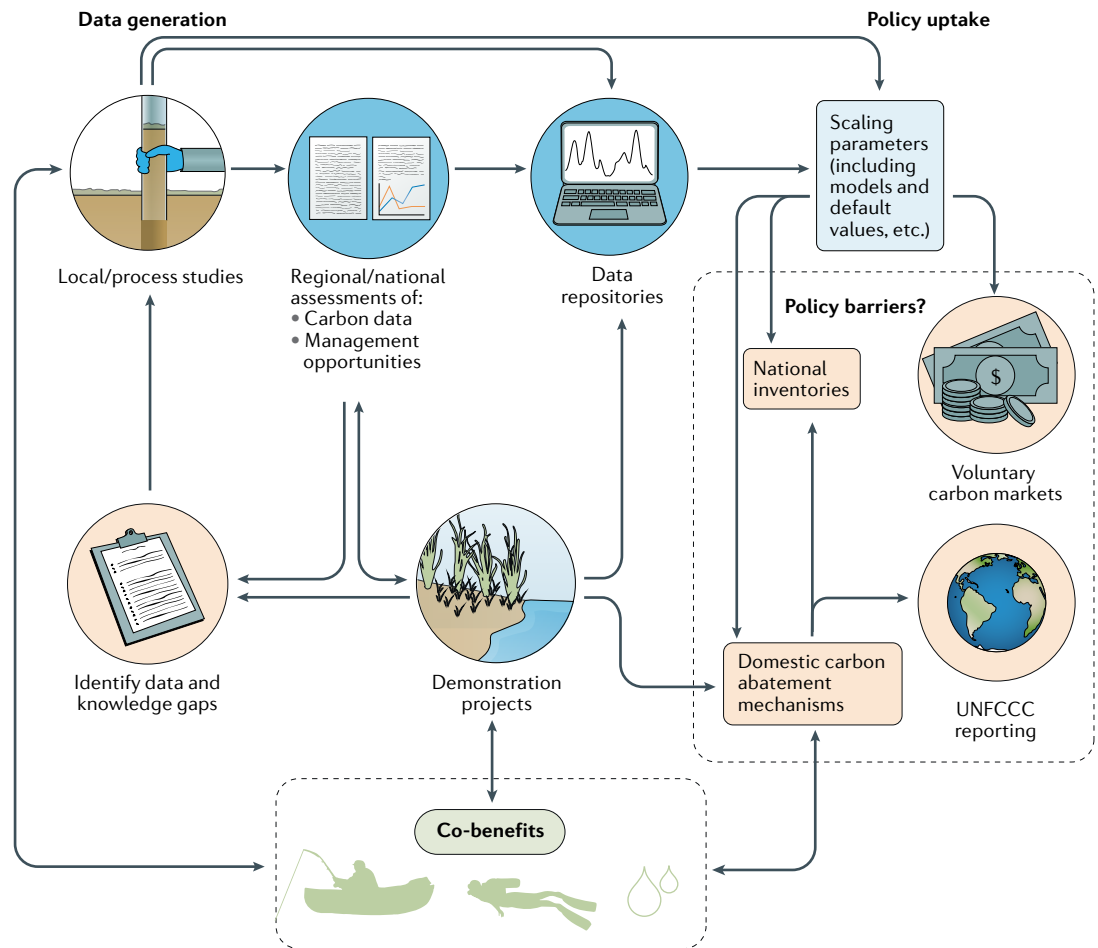 Data generation
Policy uptake
Local/process studies
Regional/national
assessments of:
• Carbon data
• Management
opportunities
Data
repositories
Scaling
parameters
(including
models and
default
values, etc.)
Policy barriers?
National
inventories
$
Voluntary
carbon markets
Identify data and
knowledge gaps
Demonstration
projects
Domestic carbon
abatement
mechanisms
UNFCCC
reporting
Co-benefits